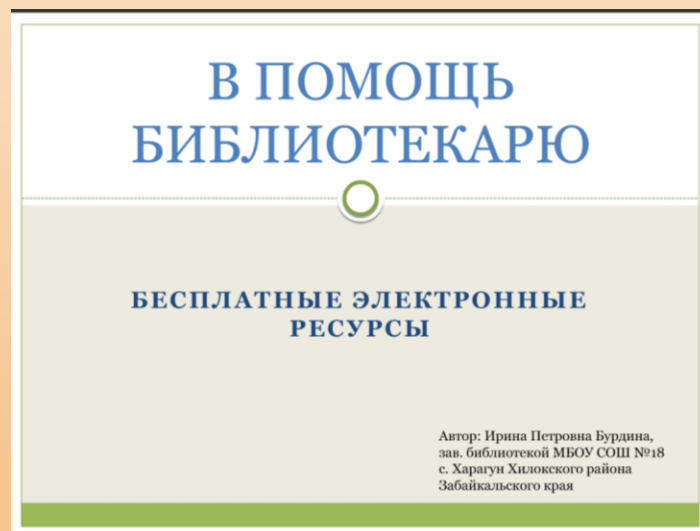 В ПОМОЩЬ
БИБЛИОТЕКАРЮ
БЕСПЛАТНЫЕ ЭЛЕКТРОННЫЕ
РЕСУРСЫ
Автор: Ирина Петровна Бурдина,
зав. библиотекой МБОУ СОШ №18
с. Харагун Хилокского района
Забайкальского края